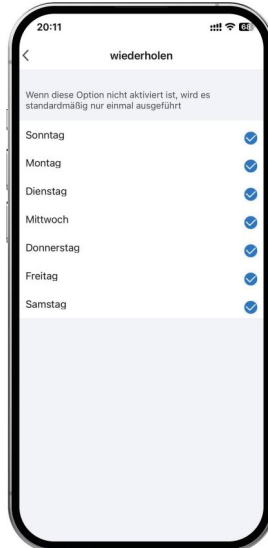 20:11
68
wiederholen
Wenn diese Option nicht aktiviert ist, wird es
standardmäßig nur einmal ausgeführt
Sonntag
Montag
Dienstag
Mittwoch
Donnerstag
Freitag
Samstag